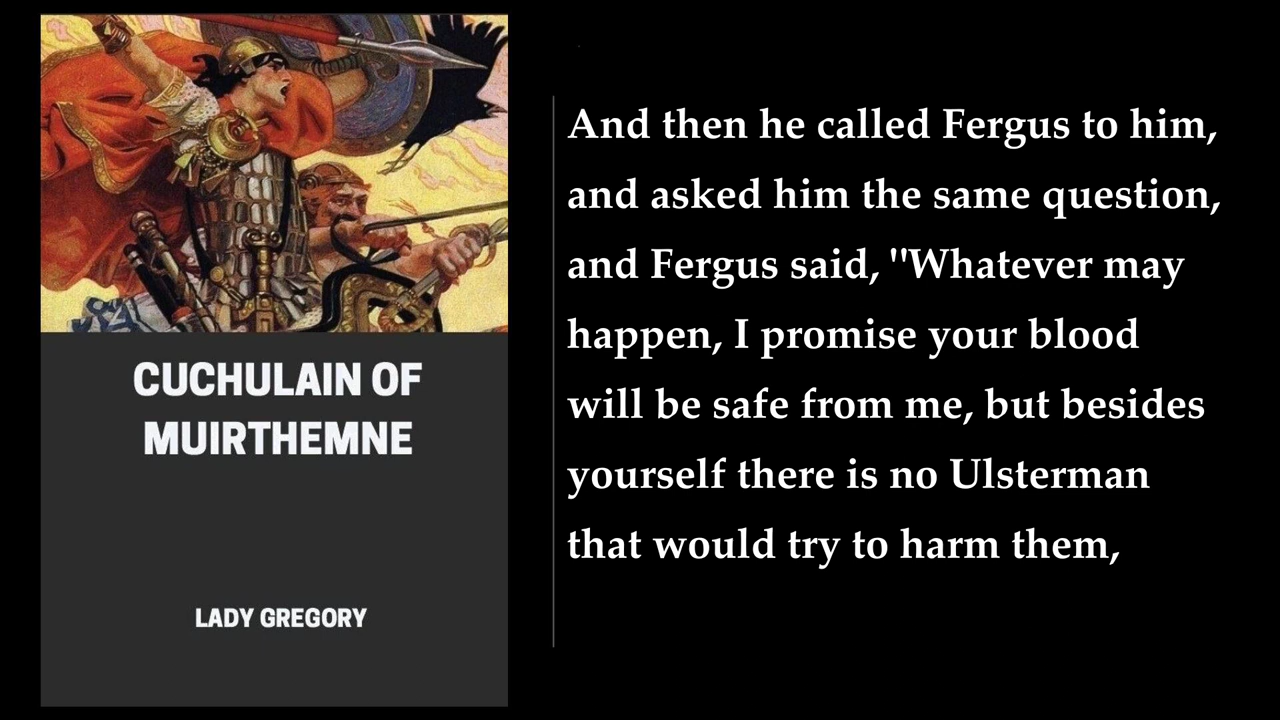 CUCHULAIN OF
MUIRTHEMNE
LADY GREGORY
And then he called Fergus to him,
and asked him the same question,
and Fergus said, "Whatever may
happen, I promise your blood
will be safe from me, but besides
yourself there is no Ulsterman
that would try to harm them,